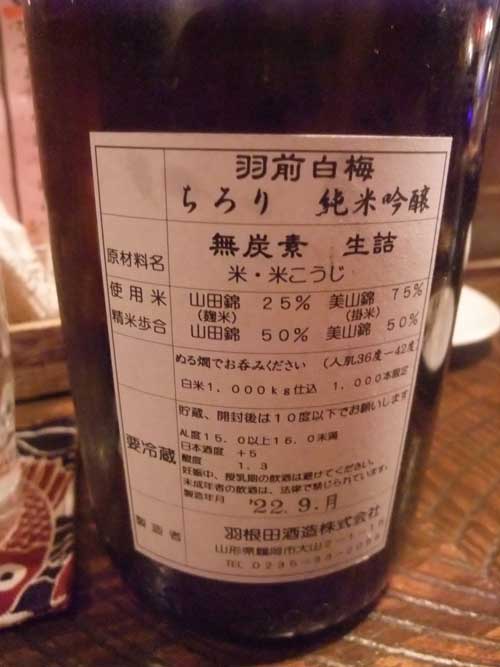 羽前白梅
ちろり 純米吟醸
無炭素 生詰
原材料名 米・米こうじ
使用米 山田錦 25% 美山錦 75%
(麹米) (掛米)
精米歩合 山田錦 50% 美山錦 50%
ぬる燗でお呑みください (人肌36度ー42度)
白米1,000kg仕込 1,000本限定
貯蔵、開封後は10度以下でお願いします
要冷蔵
AL度15.0以上16.0未満
日本酒度 +5
酸度 1.3
妊娠中、授乳期の飲酒は避けてください。
未成年者の飲酒は、法律で禁じられています。
製造年月 '22.9.月
製造者 羽根田酒造株式会社
山形県鶴岡市大山2-1-15
TEL 0235-33-2058